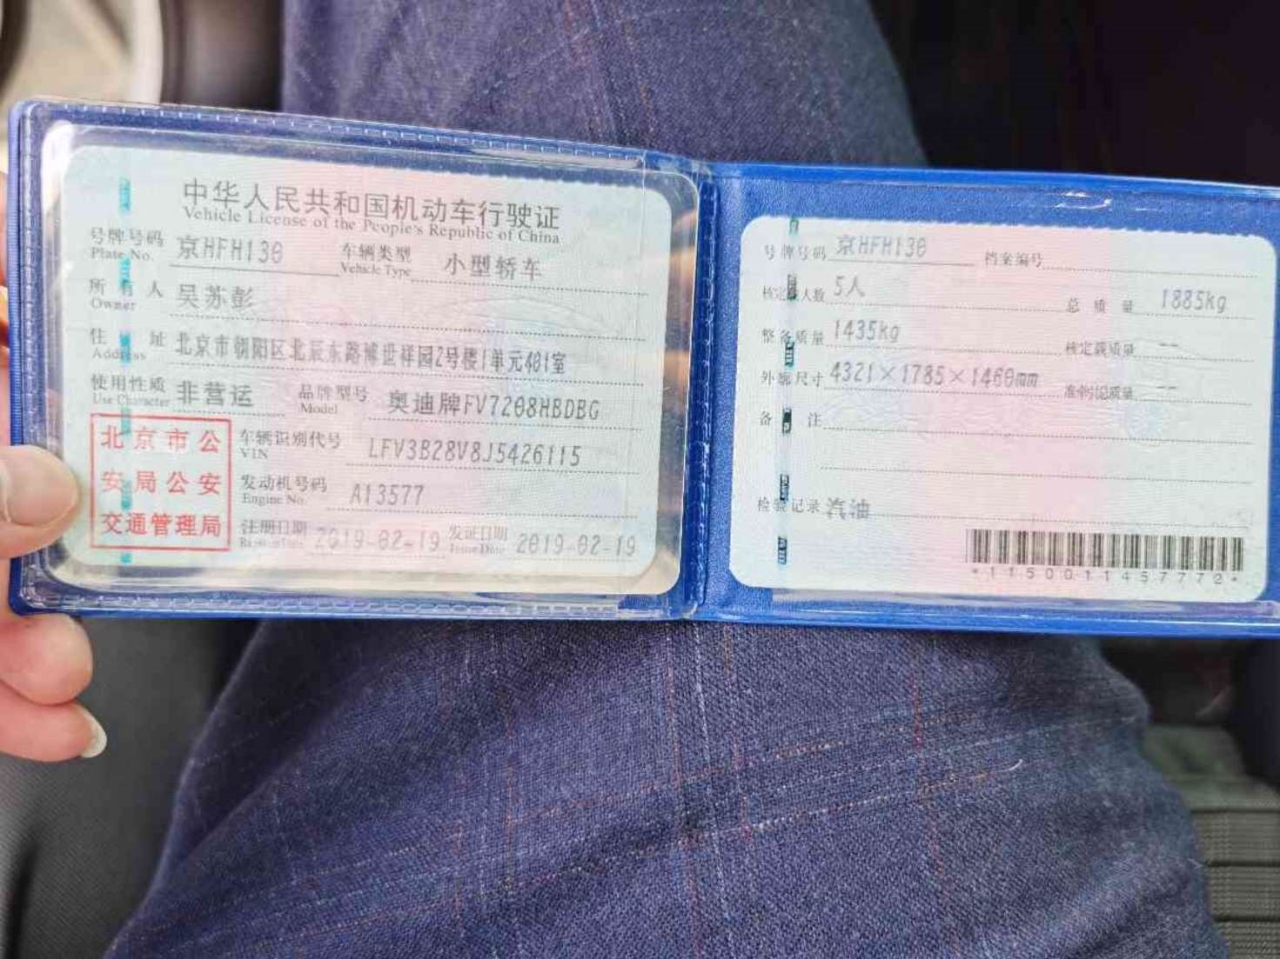 中华人民共和国机动车行驶证
Vehicle License of the People's Republic of China
号牌号码 京HFH130 车辆类型 小型轿车
Plate No. Vehicle Type
所有人 吴苏彭
Owner
住址 北京市朝阳区北辰东路 世祥园2号楼1单元401室
Address
使用性质 非营运 品牌型号 奥迪牌FV7208HBDBG
Use Character Model
北京市公
安局公安
交通管理局
车辆识别代号 LFV3B28V8J5426115
VIN
发动机号码 A13577
Engine No.
注册日期 2019-02-19 发证日期 2019-02-19
Issue Date
号牌号码 京HFH130 档案编号
核定载人数 5人 总质量 1885kg
整备质量 1435kg 核定载质量 --
外廓尺寸 4321×1785×1460mm 准牵引总质量 --
备注
检验记录 汽油
*1150011457772*